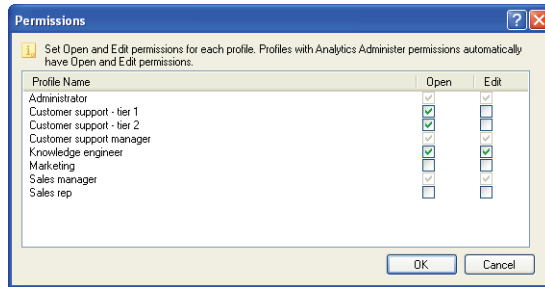 Permissions
Set Open and Edit permissions for each profile. Profiles with Analytics Administer permissions automatically
have Open and Edit permissions.
Profile Name Open Edit
Administrator
Customer support - tier 1
Customer support - tier 2
Customer support manager
Knowledge engineer
Marketing
Sales manager
Sales rep
OK Cancel